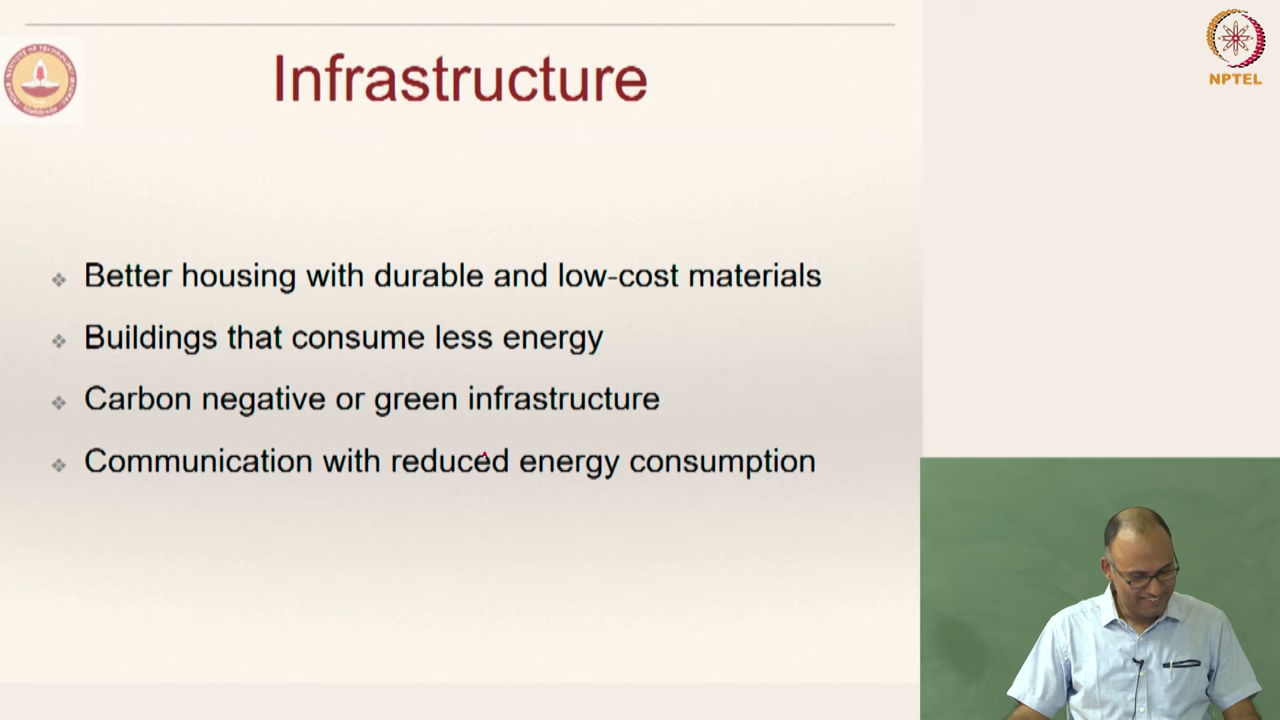 Infrastructure
NPTEL
Better housing with durable and low-cost materials
Buildings that consume less energy
Carbon negative or green infrastructure
Communication with reduced energy consumption